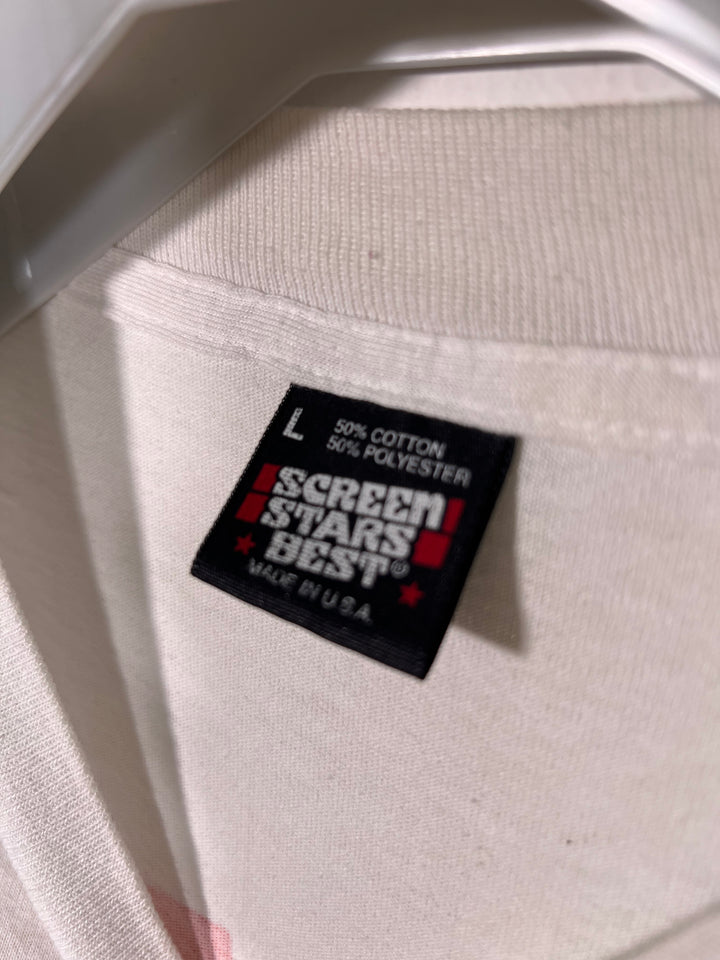 L
50% COTTON
50% POLYESTER
SCREEN
STARS
BEST®
MADE IN U.S.A.